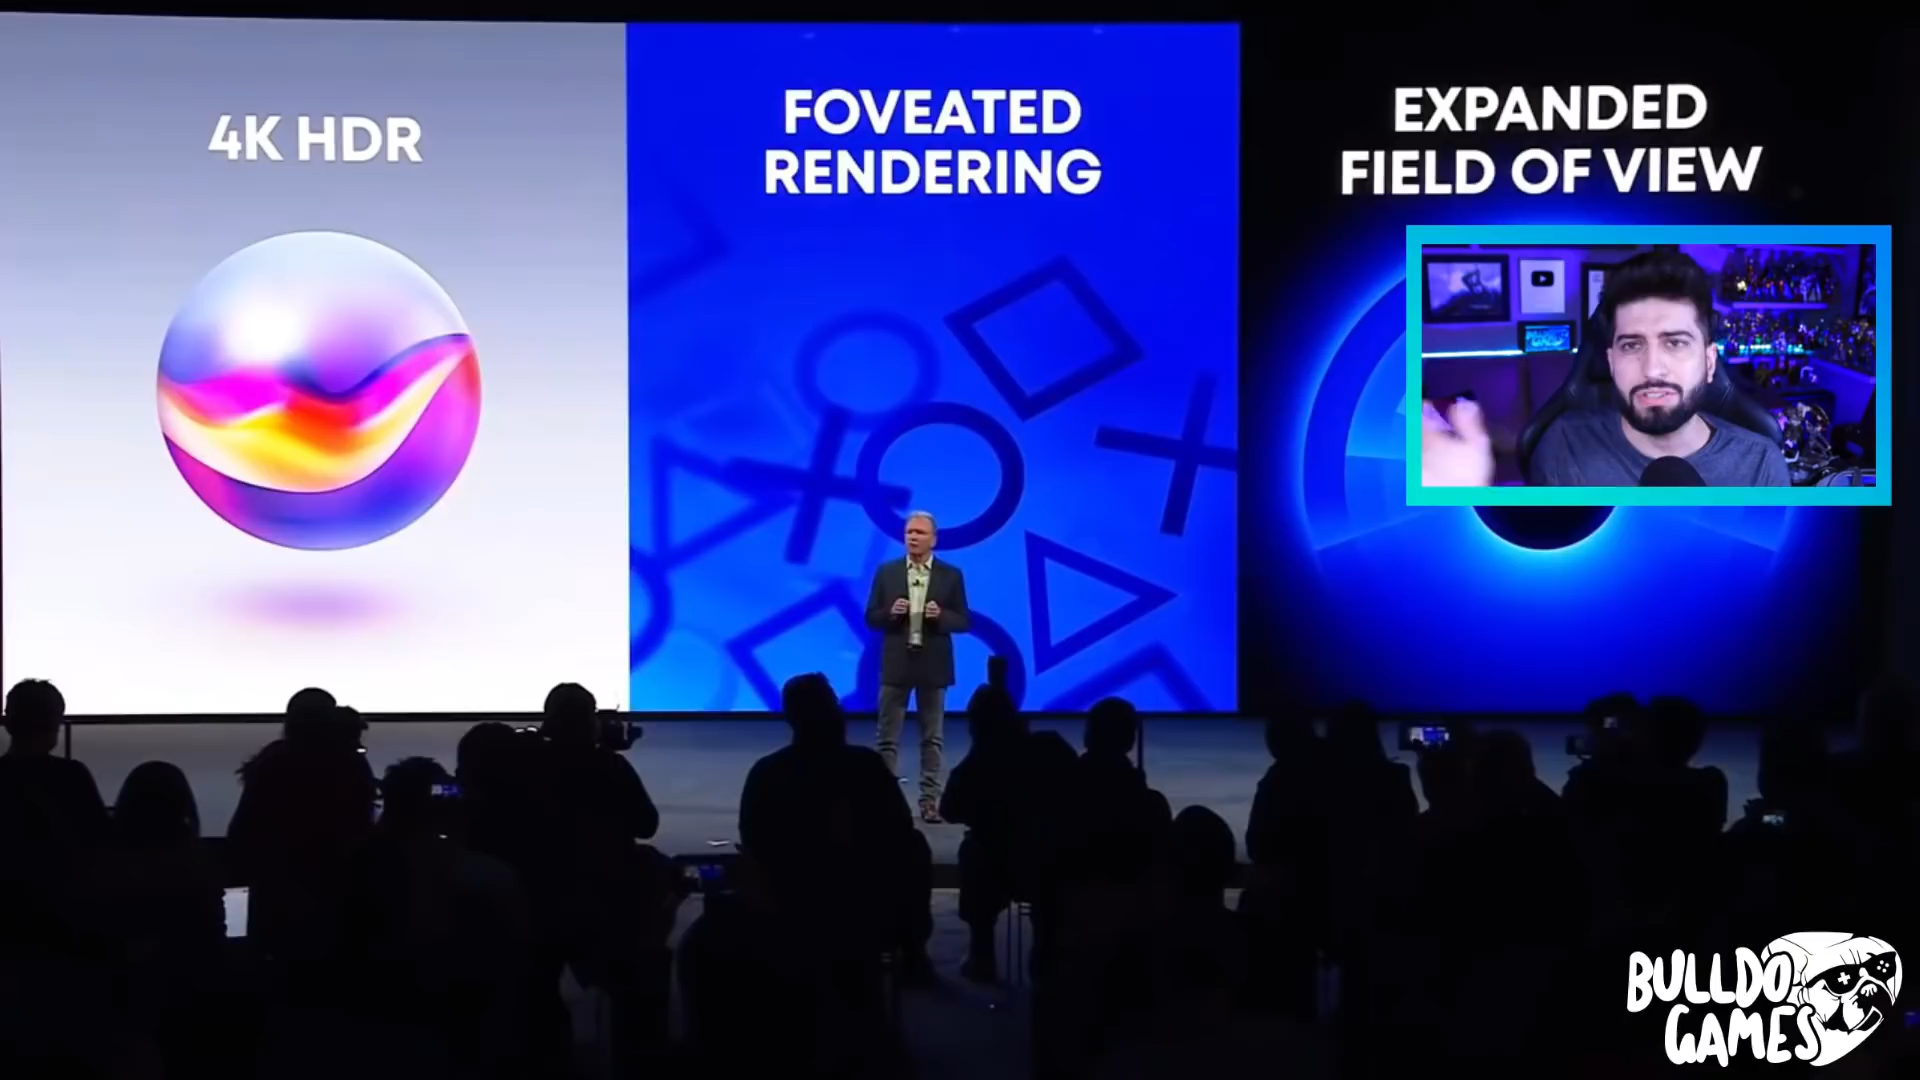 4K HDR
FOVEATED
RENDERING
EXPANDED
FIELD OF VIEW
BULLDO
GAMES